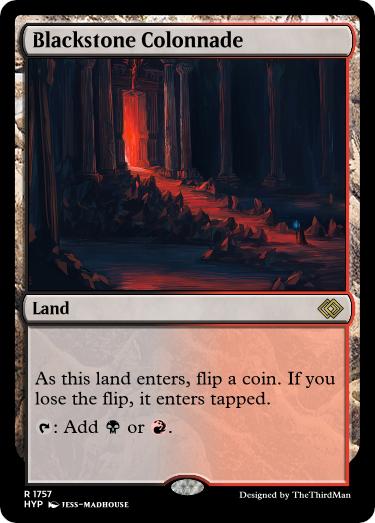 Blackstone Colonnade
Land
As this land enters, flip a coin. If you
lose the flip, it enters tapped.
: Add or .
R 1757
HYP JESS-MADHOUSE
Designed by TheThirdMan